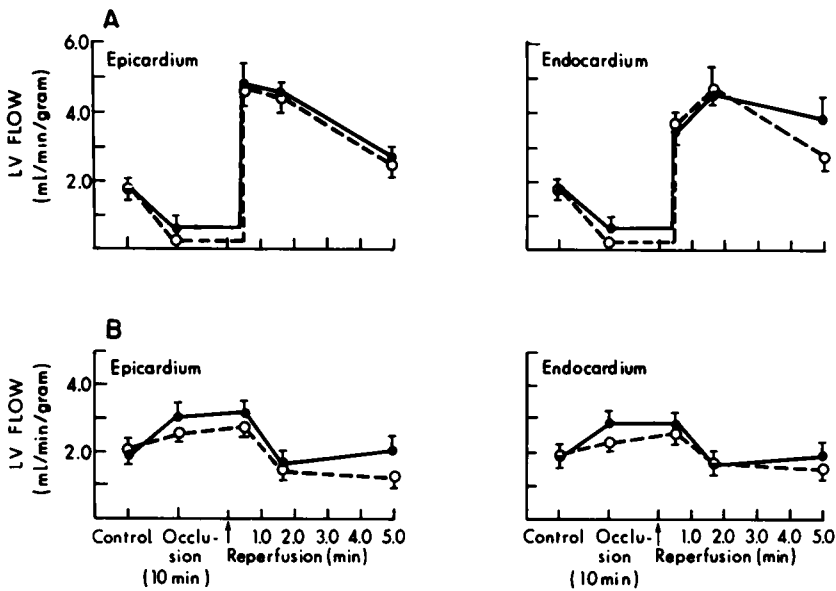 A
Epicardium
6.0
4.0
2.0
LV FLOW
(ml/min/gram)
Endocardium
B
Epicardium
4.0
2.0
LV FLOW
(ml/min/gram)
Endocardium
Control Occlu- 1.0 2.0 3.0 4.0 5.0
sion Reperfusion (min)
(10 min)
Control Occlu- 1.0 2.0 3.0 4.0 5.0
sion Reperfusion (min)
(10 min)